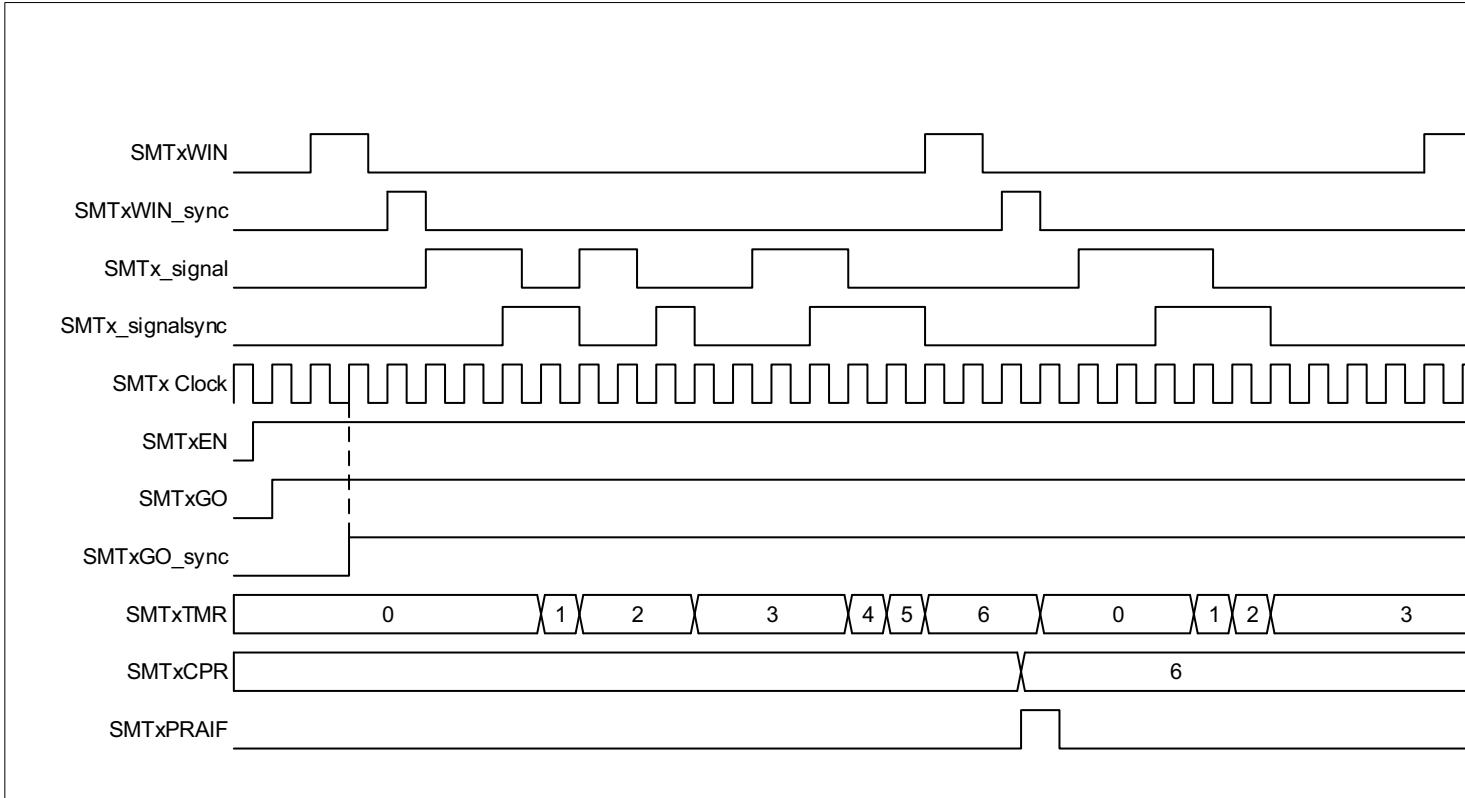 SMTxWIN
SMTxWIN_sync
SMTx_signal
SMTx_signalsync
SMTx Clock
SMTxEN
SMTxGO
SMTxGO_sync
SMTxTMR 0 1 2 3 4 5 6 0 1 2 3
SMTxCPR 6
SMTxPRAIF